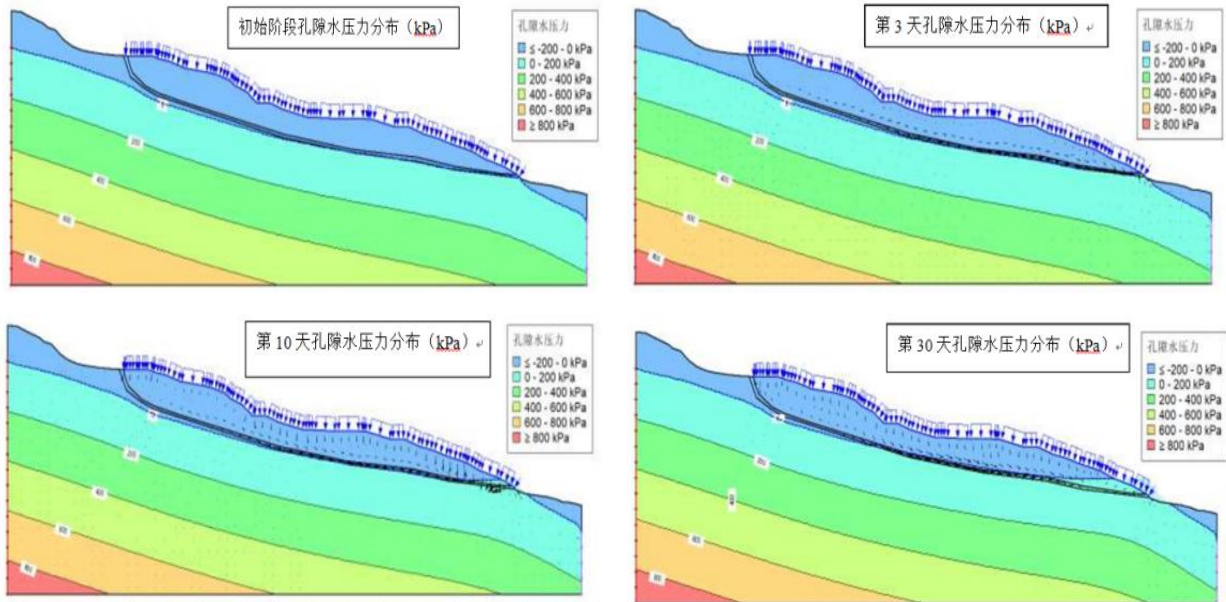 初始阶段孔隙水压力分布（kPa）
孔隙水压力
≤ -200 - 0 kPa
0 - 200 kPa
200 - 400 kPa
400 - 600 kPa
600 - 800 kPa
≥ 800 kPa
200
400
600
第 3 天孔隙水压力分布（kPa）
孔隙水压力
≤ -200 - 0 kPa
0 - 200 kPa
200 - 400 kPa
400 - 600 kPa
600 - 800 kPa
≥ 800 kPa
200
400
600
第 10 天孔隙水压力分布（kPa）
孔隙水压力
≤ -200 - 0 kPa
0 - 200 kPa
200 - 400 kPa
400 - 600 kPa
600 - 800 kPa
≥ 800 kPa
200
400
600
第 30 天孔隙水压力分布（kPa）
孔隙水压力
≤ -200 - 0 kPa
0 - 200 kPa
200 - 400 kPa
400 - 600 kPa
600 - 800 kPa
≥ 800 kPa
200
600